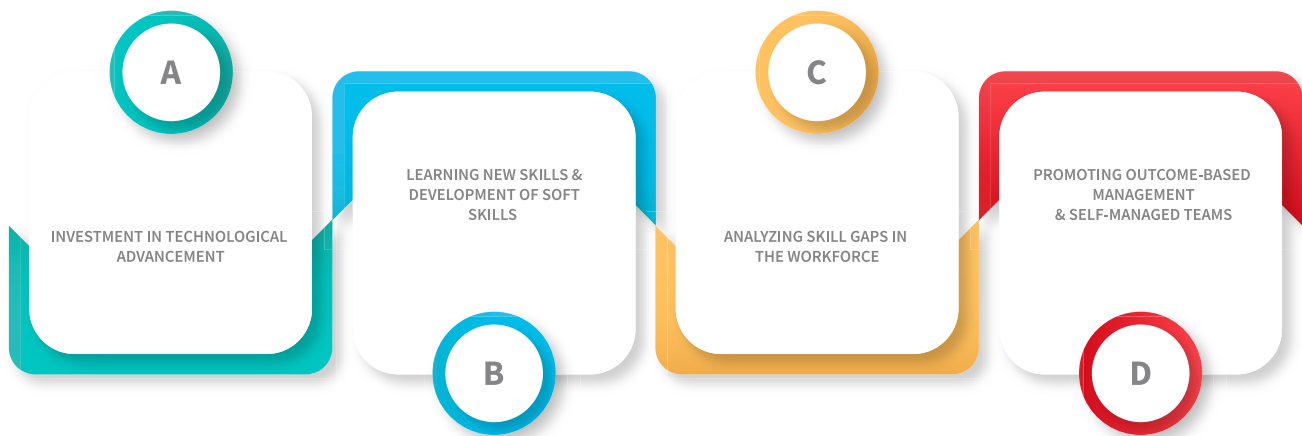 A
INVESTMENT IN TECHNOLOGICAL
ADVANCEMENT
LEARNING NEW SKILLS &
DEVELOPMENT OF SOFT
SKILLS
B
C
ANALYZING SKILL GAPS IN
THE WORKFORCE
PROMOTING OUTCOME-BASED
MANAGEMENT
& SELF-MANAGED TEAMS
D